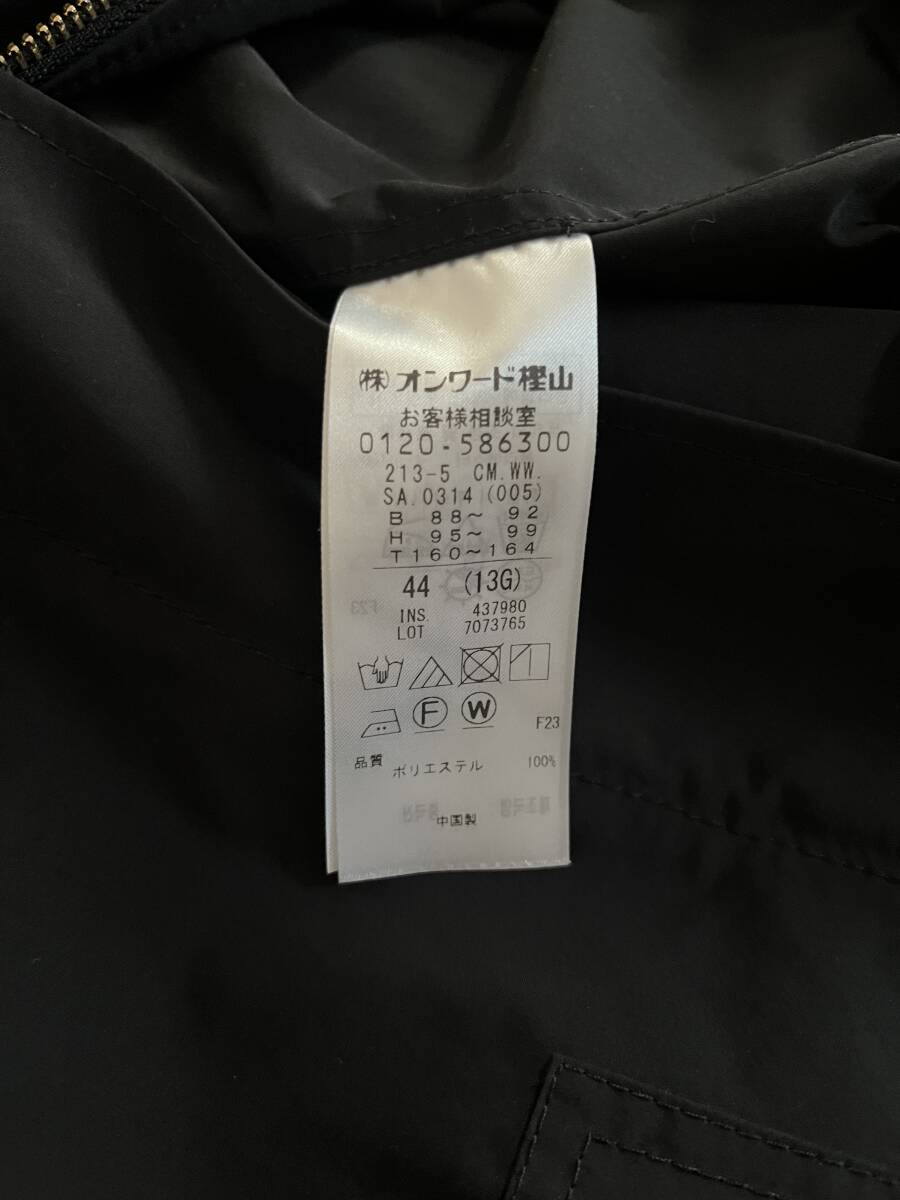 ㈱オンワード樫山
お客様相談室
0120-586300
213-5 CM.WW.
SA.0314 (005)
B 88～ 92
H 95～ 99
T160～164
44 (13G)
INS. 437980
LOT 7073765
F W
F23
品質 ポリエステル 100%
中国製